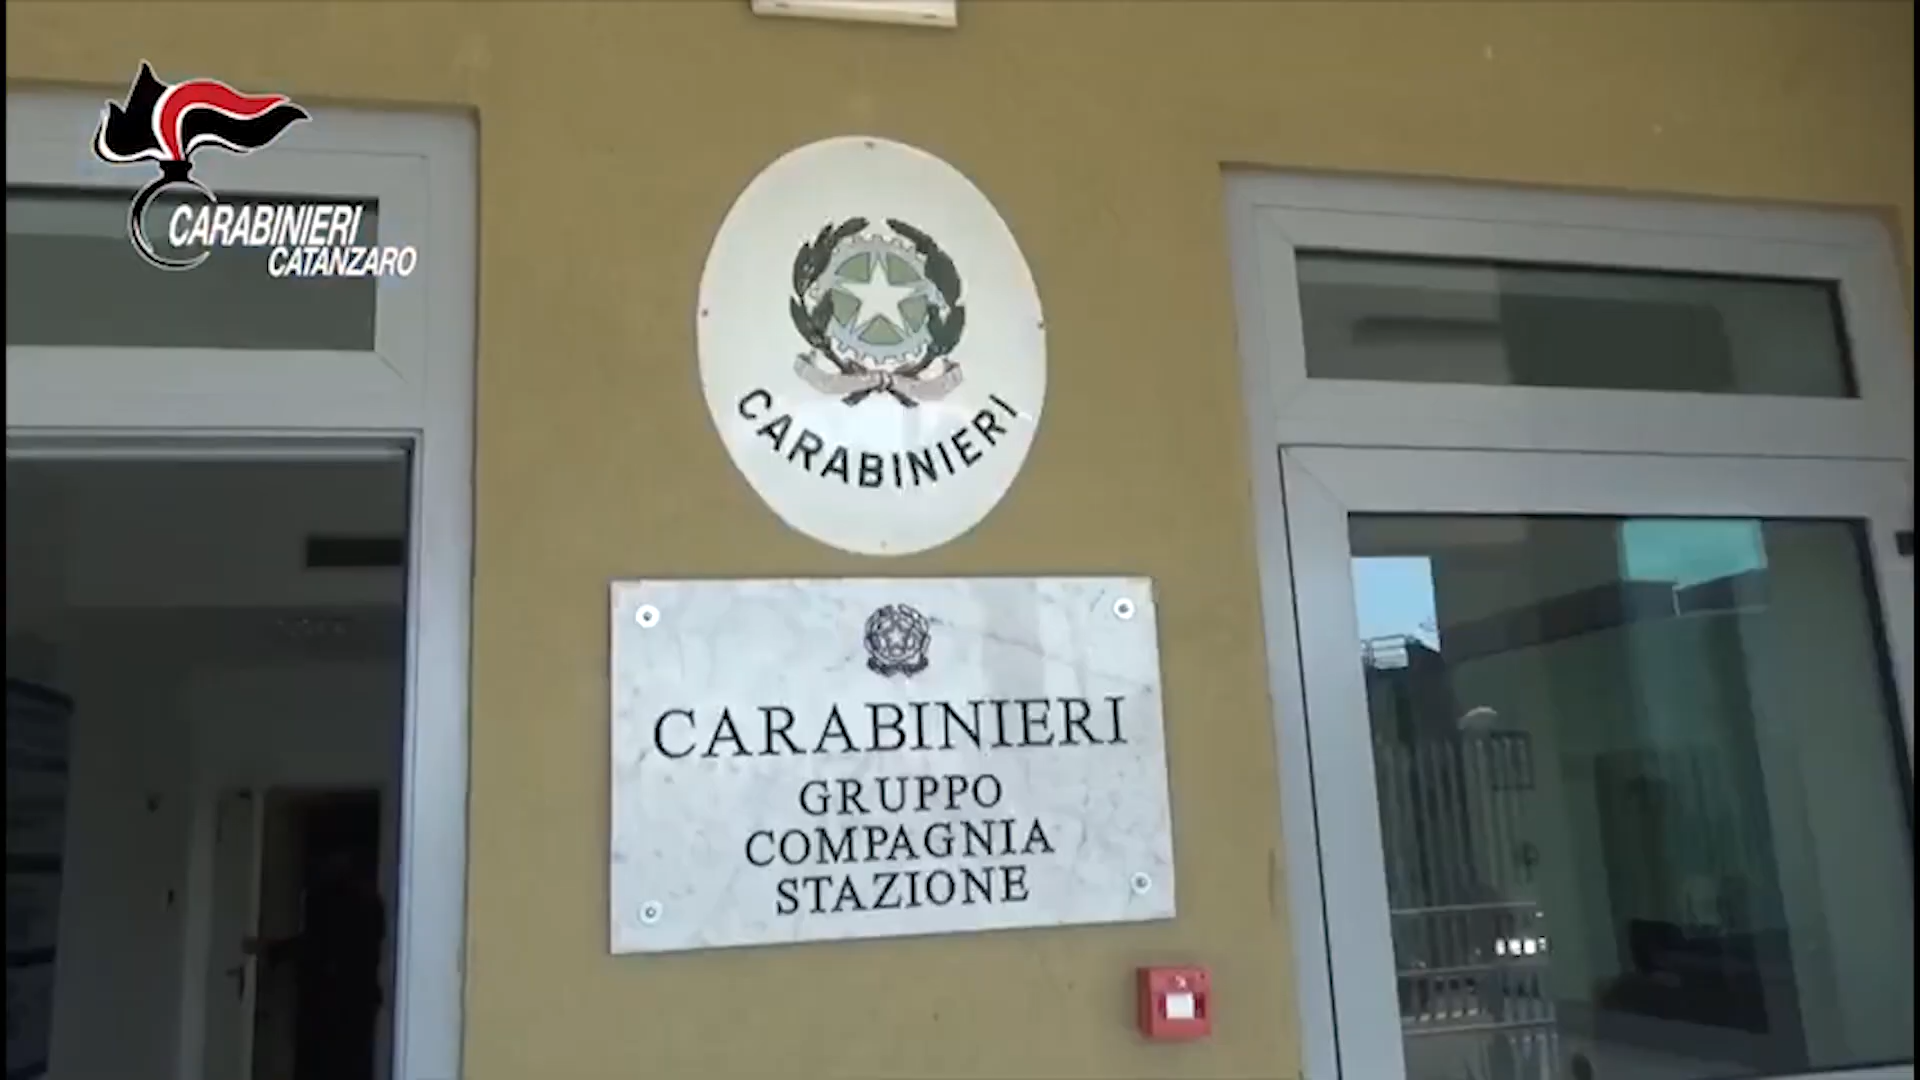 CARABINIERI
CATANZARO
CARABINIERI
CARABINIERI
GRUPPO
COMPAGNIA
STAZIONE